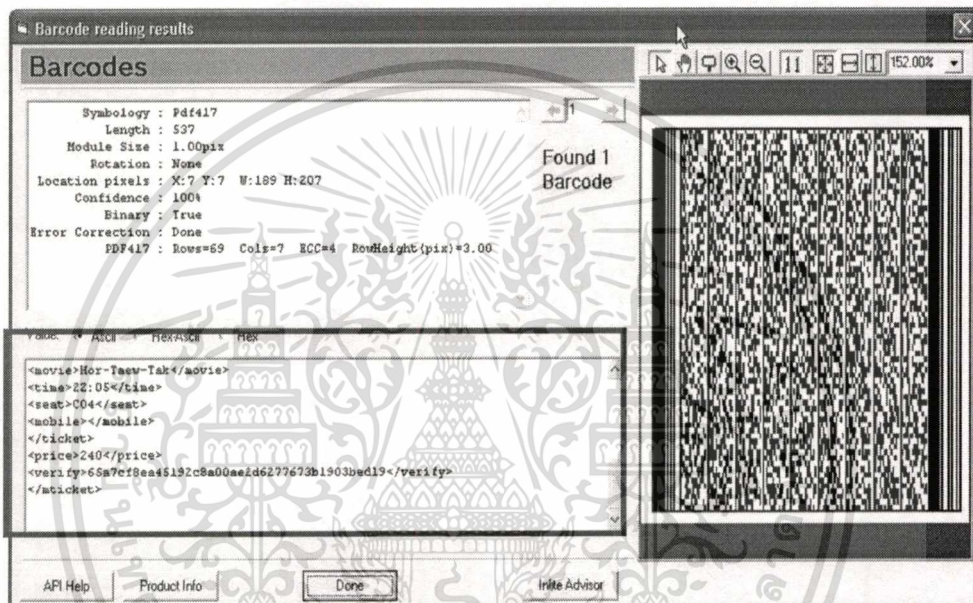 Barcode reading results
Barcodes
Symbology : Pdf417
Length : 537
Module Size : 1.00pix
Rotation : None
Location pixels : X:7 Y:7 W:189 H:207
Confidence : 100%
Binary : True
Error Correction : Done
PDF417 : Rows=69 Cols=7 ECC=4 RowHeight(pix)=3.00
1
Found 1
Barcode
152.00%
Value: Ascii Hex-Ascii Hex
<movie>Hor-Taew-Tak</movie>
<time>22:05</time>
<seat>C04</seat>
<mobile></mobile>
</ticket>
<price>240</price>
<verify>65a7cf8ea45192c8a00ae2d6277673b1903bed19</verify>
</mticket>
API Help
Product Info
Done
Inlite Advisor